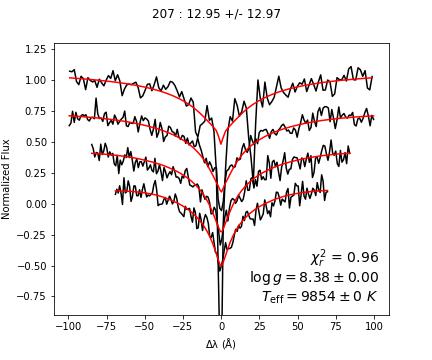 207 : 12.95 +/- 12.97
Normalized Flux
1.25
1.00
0.75
0.50
0.25
0.00
−0.25
−0.50
−0.75
χ²ᵣ = 0.96
log g = 8.38 ± 0.00
T_eff = 9854 ± 0 K
−100 −75 −50 −25 0 25 50 75 100
Δλ (Å)